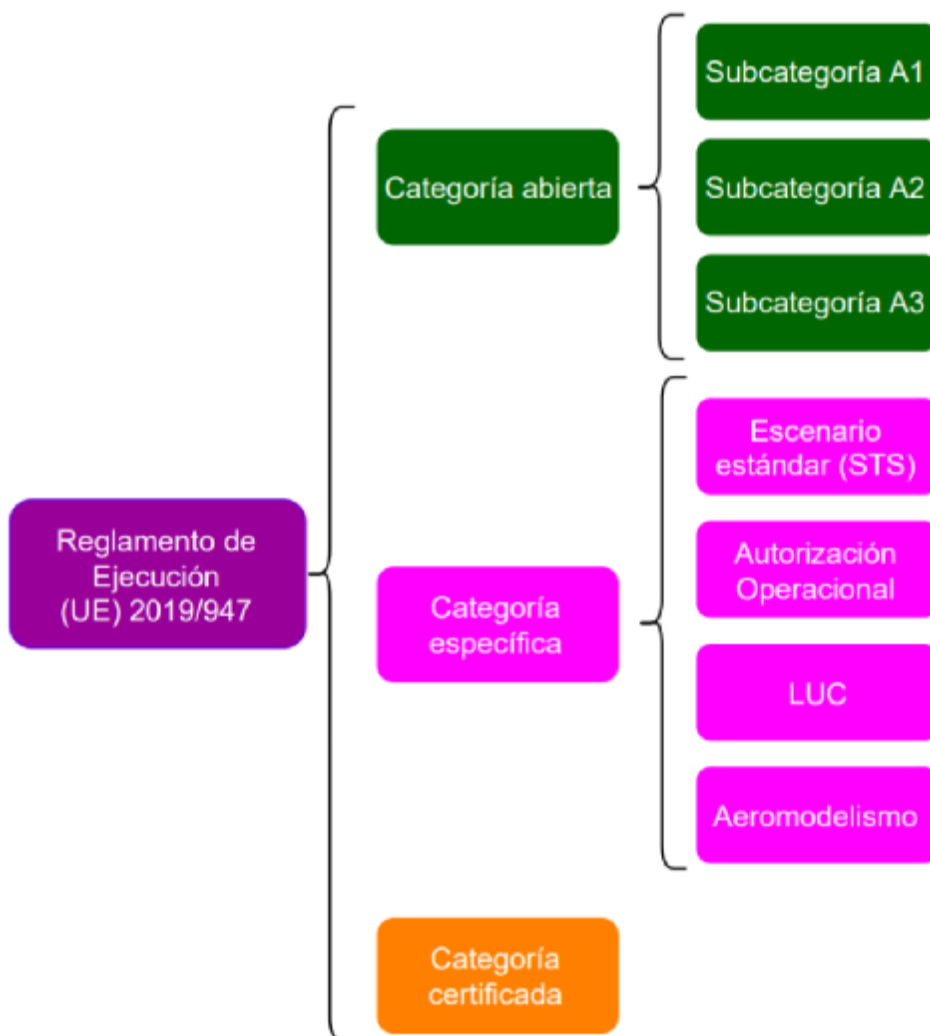 Reglamento de
Ejecución
(UE) 2019/947
Categoría abierta
Subcategoría A1
Subcategoría A2
Subcategoría A3
Categoría
específica
Escenario
estándar (STS)
Autorización
Operacional
LUC
Aeromodelismo
Categoría
certificada